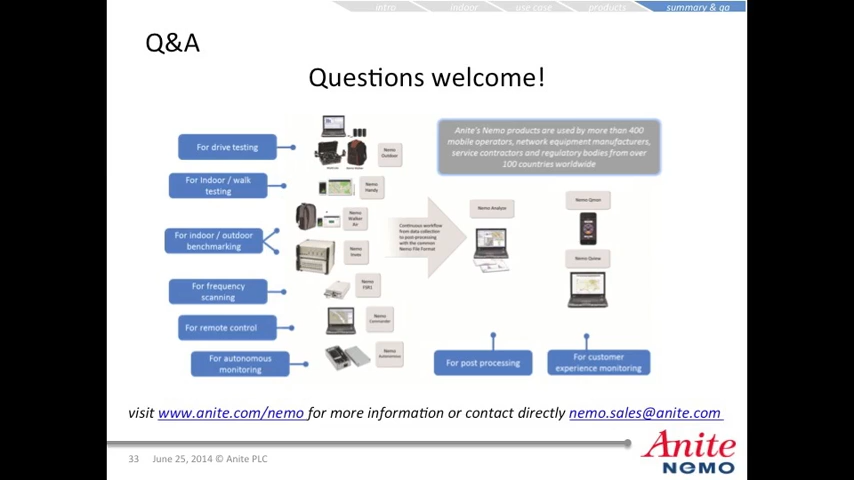 intro
indoor
use case
products
summary & qa
Q&A
Questions welcome!
For drive testing
For Indoor / walk
testing
For indoor / outdoor
benchmarking
For frequency
scanning
For remote control
For autonomous
monitoring
Nemo
Outdoor
Nemo
Handy
Nemo
Walker
Air
Nemo
Invex
Nemo
FSR1
Nemo
Commander
Nemo
Autonomous
Continuous workflow
from data collection
to post-processing
with the common
Nemo File Format
Anite's Nemo products are used by more than 400
mobile operators, network equipment manufacturers,
service contractors and regulatory bodies from over
100 countries worldwide
Nemo Analyze
Nemo Qmon
Nemo Qview
For post processing
For customer
experience monitoring
visit www.anite.com/nemo for more information or contact directly nemo.sales@anite.com
33 June 25, 2014 © Anite PLC
Anite
NEMO